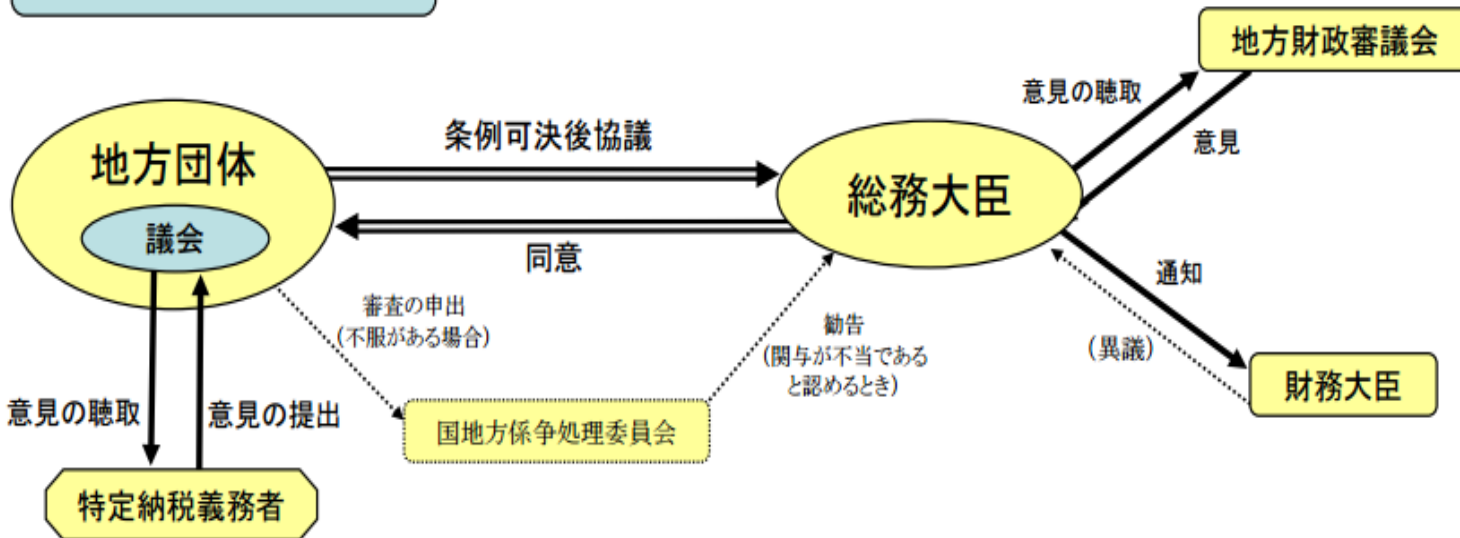 地方財政審議会
意見の聴取
意見
条例可決後協議
地方団体
議会
総務大臣
同意
通知
審査の申出
(不服がある場合)
勧告
(関与が不当である
と認めるとき)
(異議)
財務大臣
意見の聴取
意見の提出
国地方係争処理委員会
特定納税義務者